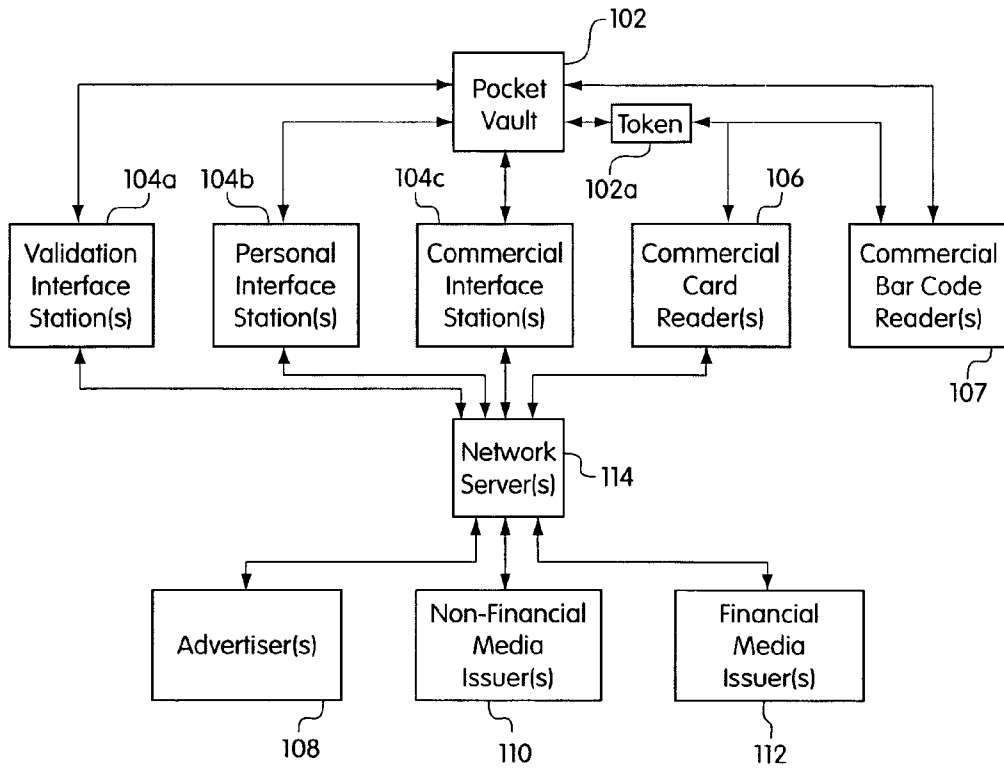 102
Pocket
Vault
Token
102a
104a
104b
104c
106
Validation
Interface
Station(s)
Personal
Interface
Station(s)
Commercial
Interface
Station(s)
Commercial
Card
Reader(s)
Commercial
Bar Code
Reader(s)
107
Network
Server(s)
114
Advertiser(s)
Non-Financial
Media
Issuer(s)
Financial
Media
Issuer(s)
108
110
112